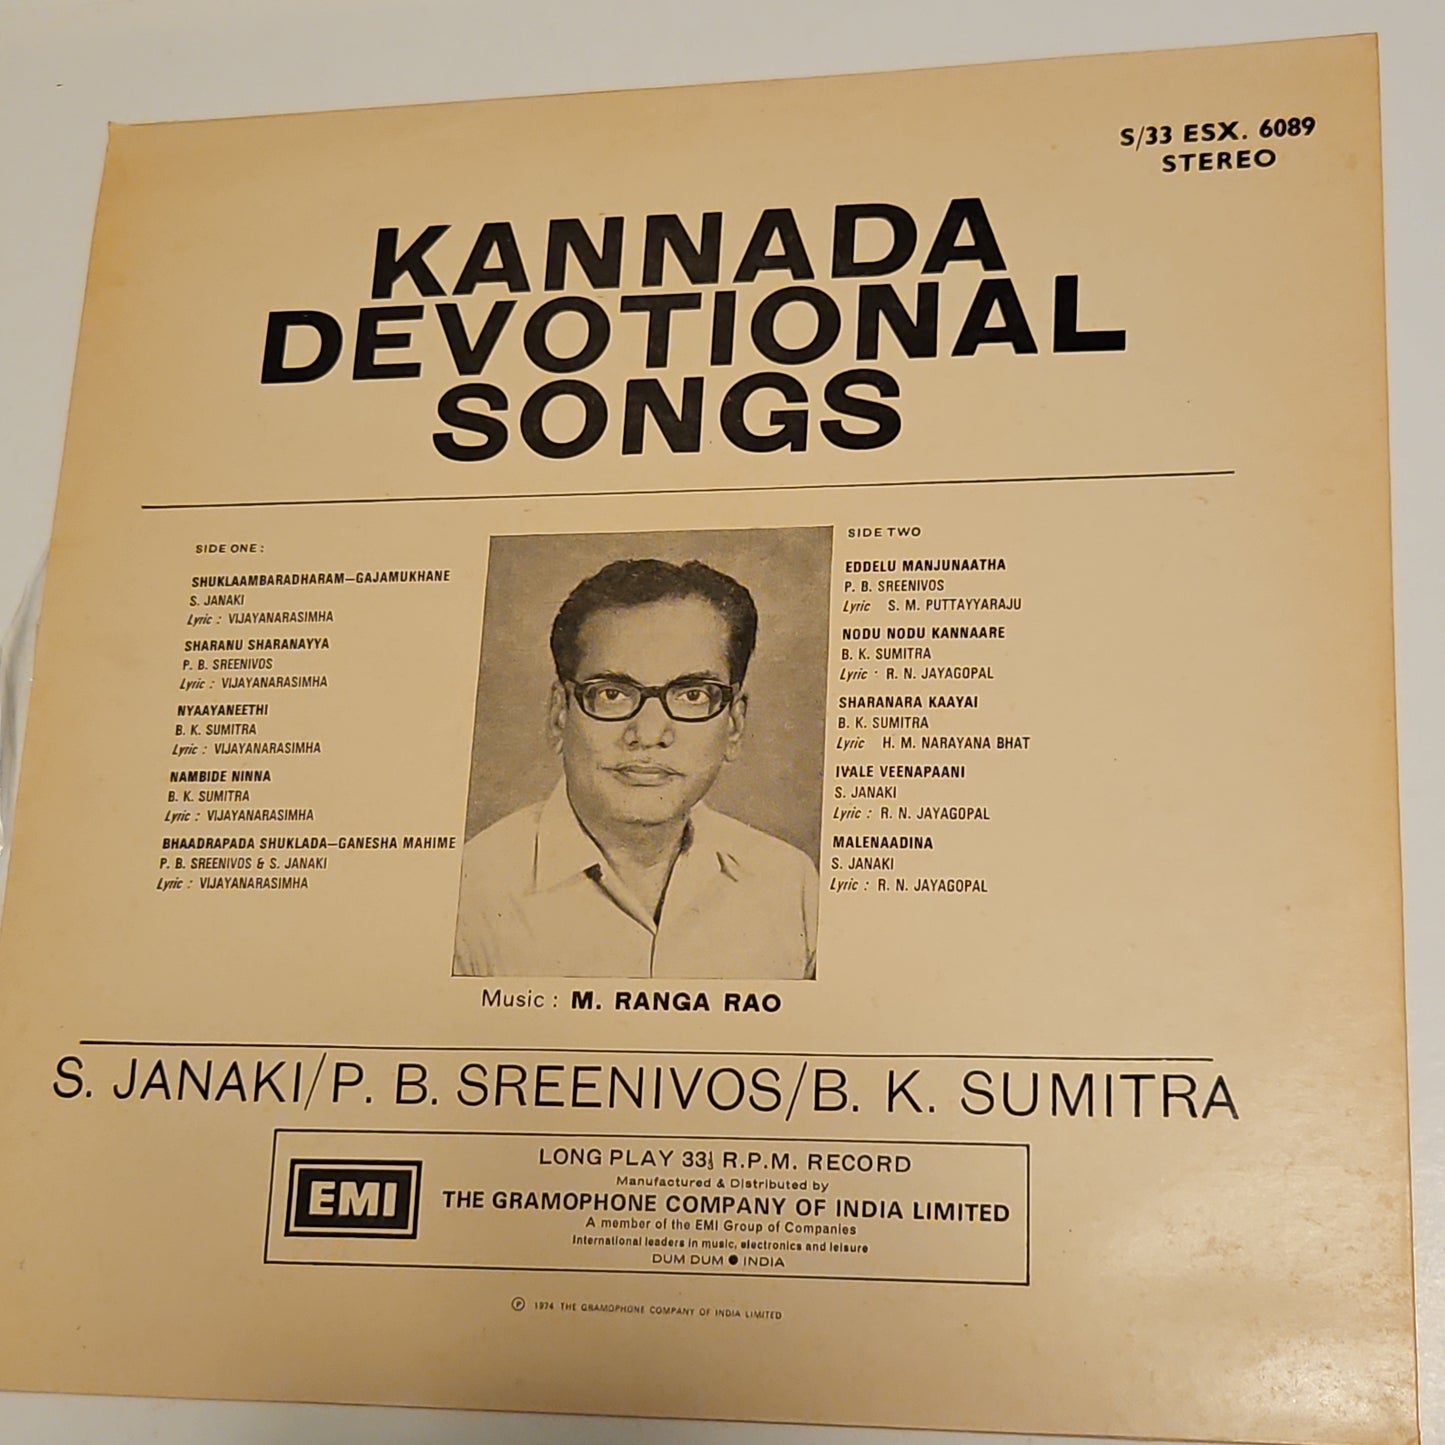 S/33 ESX. 6089
STEREO
KANNADA
DEVOTIONAL
SONGS
SIDE ONE :
SHUKLAAMBARADHARAM—GAJAMUKHANE
S. JANAKI
Lyric : VIJAYANARASIMHA
SHARANU SHARANAYYA
P. B. SREENIVOS
Lyric : VIJAYANARASIMHA
NYAAYANEETHI
B. K. SUMITRA
Lyric : VIJAYANARASIMHA
NAMBIDE NINNA
B. K. SUMITRA
Lyric : VIJAYANARASIMHA
BHAADRAPADA SHUKLADA—GANESHA MAHIME
P. B. SREENIVOS & S. JANAKI
Lyric : VIJAYANARASIMHA
SIDE TWO
EDDELU MANJUNAATHA
P. B. SREENIVOS
Lyric S. M. PUTTAYYARAJU
NODU NODU KANNAARE
B. K. SUMITRA
Lyric : R. N. JAYAGOPAL
SHARANARA KAAYAI
B. K. SUMITRA
Lyric H. M. NARAYANA BHAT
IVALE VEENAPAANI
S. JANAKI
Lyric : R. N. JAYAGOPAL
MALENAADINA
S. JANAKI
Lyric : R. N. JAYAGOPAL
Music : M. RANGA RAO
S. JANAKI/P. B. SREENIVOS/B. K. SUMITRA
EMI
LONG PLAY 33⅓ R.P.M. RECORD
Manufactured & Distributed by
THE GRAMOPHONE COMPANY OF INDIA LIMITED
A member of the EMI Group of Companies
International leaders in music, electronics and leisure
DUM DUM ● INDIA
Ⓟ 1974 THE GRAMOPHONE COMPANY OF INDIA LIMITED